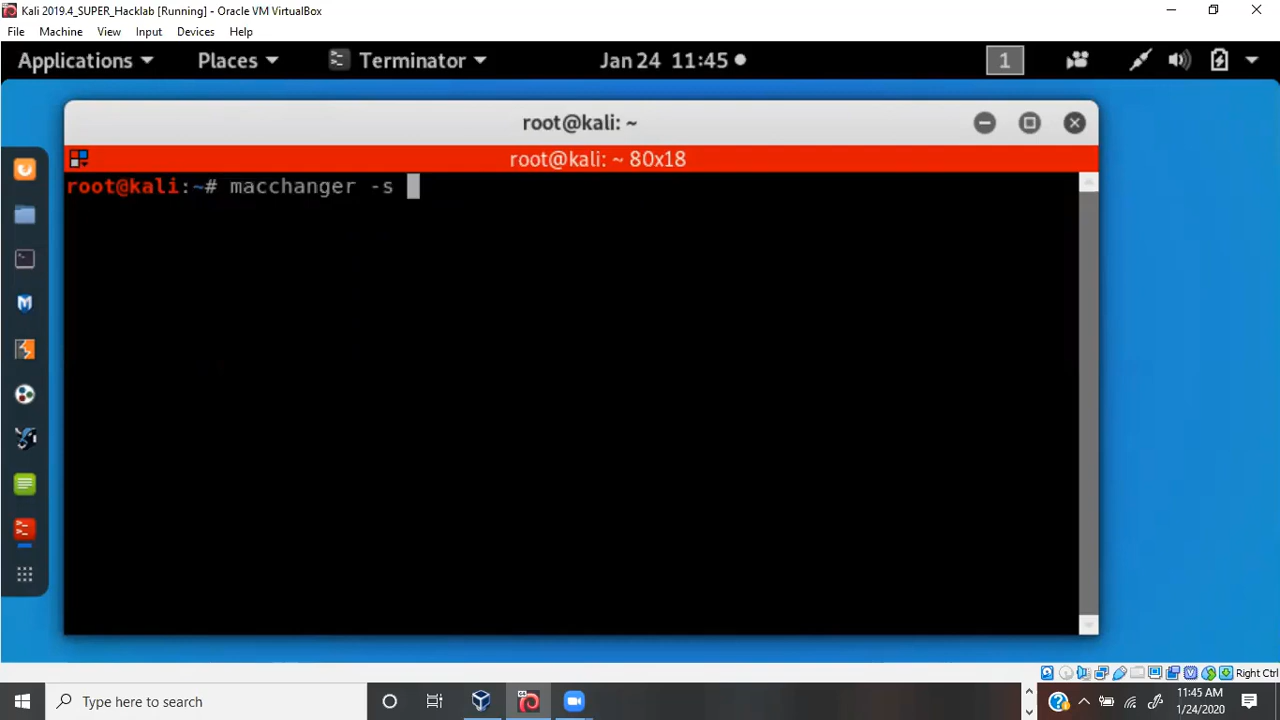 Kali 2019.4_SUPER_Hacklab [Running] - Oracle VM VirtualBox
File Machine View Input Devices Help
Applications Places Terminator Jan 24 11:45 1
root@kali: ~
root@kali: ~ 80x18
root@kali:~# macchanger -s
Right Ctrl
Type here to search
11:45 AM
1/24/2020